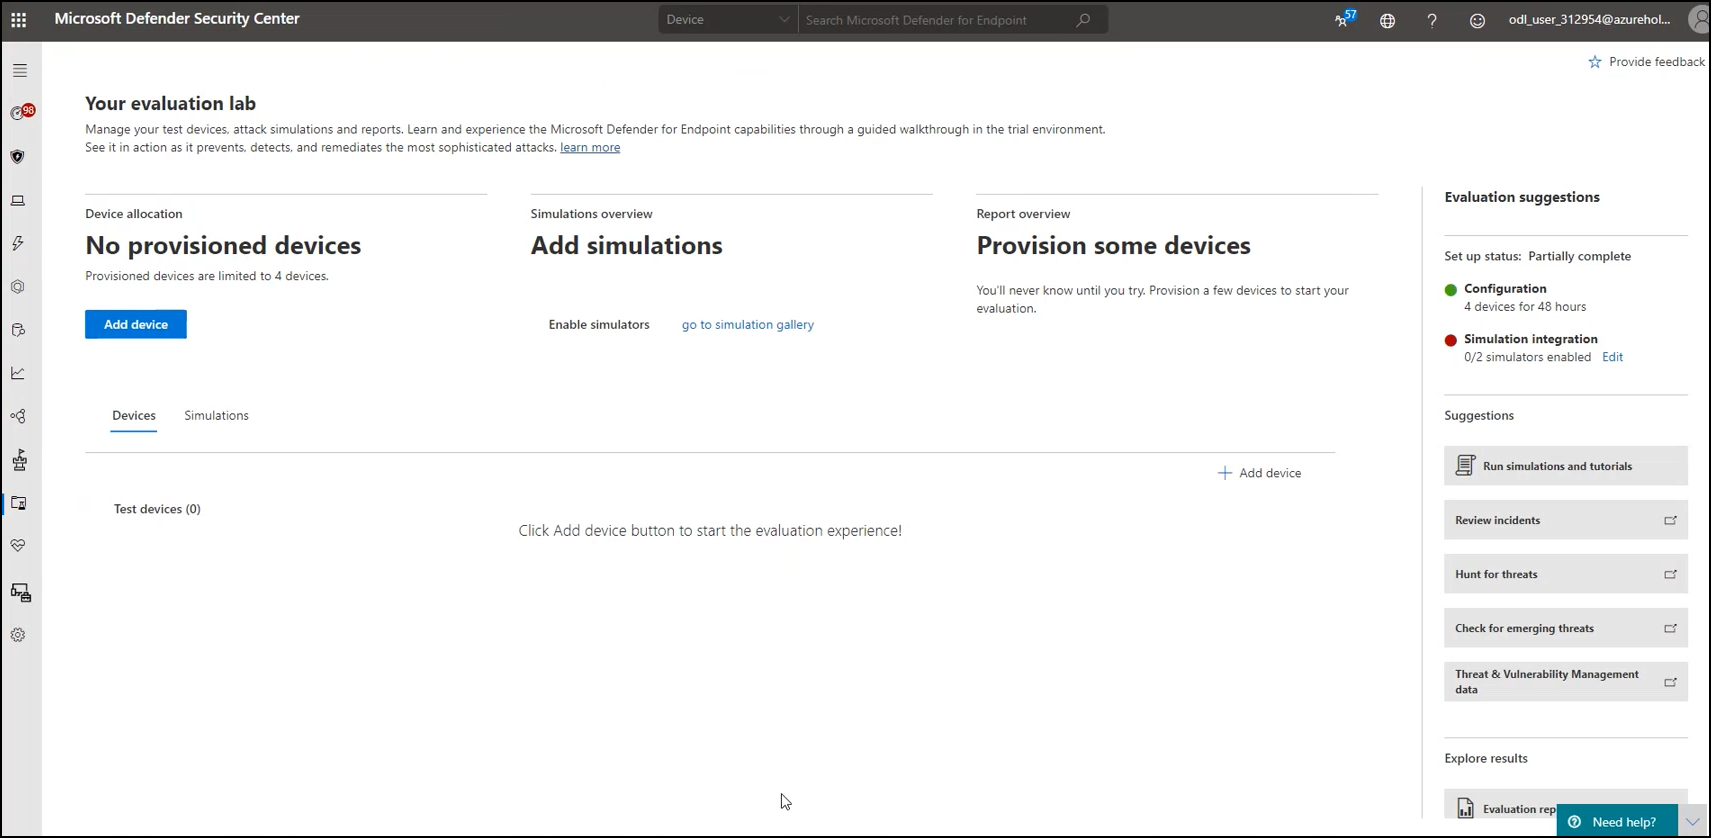 Microsoft Defender Security Center
Device
Search Microsoft Defender for Endpoint
57
odl_user_312954@azurehol...
Provide feedback
98
Your evaluation lab
Manage your test devices, attack simulations and reports. Learn and experience the Microsoft Defender for Endpoint capabilities through a guided walkthrough in the trial environment.
See it in action as it prevents, detects, and remediates the most sophisticated attacks. learn more
Device allocation
No provisioned devices
Provisioned devices are limited to 4 devices.
Add device
Simulations overview
Add simulations
Enable simulators go to simulation gallery
Report overview
Provision some devices
You'll never know until you try. Provision a few devices to start your
evaluation.
Devices Simulations
Add device
Test devices (0)
Click Add device button to start the evaluation experience!
Evaluation suggestions
Set up status: Partially complete
Configuration
4 devices for 48 hours
Simulation integration
0/2 simulators enabled Edit
Suggestions
Run simulations and tutorials
Review incidents
Hunt for threats
Check for emerging threats
Threat & Vulnerability Management
data
Explore results
Evaluation rep
Need help?